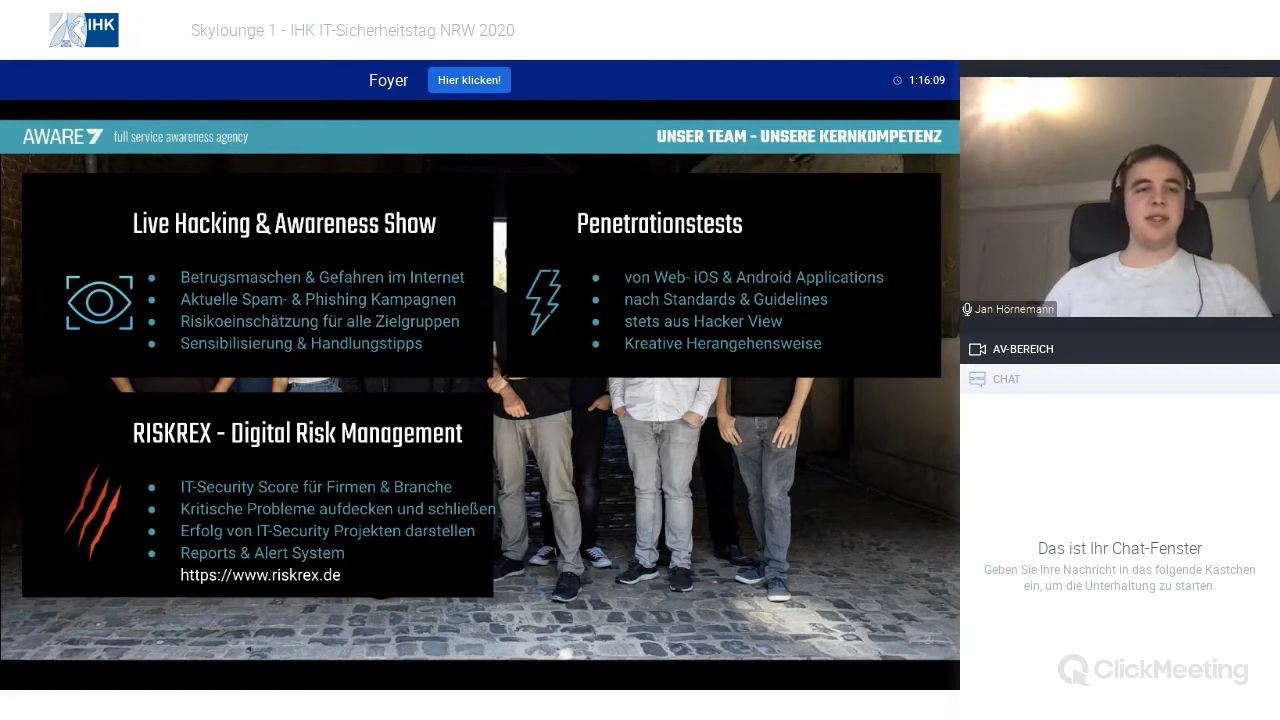 IHK
Skylounge 1 - IHK IT-Sicherheitstag NRW 2020
Foyer
Hier klicken!
1:16:09
AWARE7 full service awareness agency
UNSER TEAM - UNSERE KERNKOMPETENZ
Live Hacking & Awareness Show
Betrugsmaschen & Gefahren im Internet
Aktuelle Spam- & Phishing Kampagnen
Risikoeinschätzung für alle Zielgruppen
Sensibilisierung & Handlungstipps
Penetrationstests
von Web- iOS & Android Applications
nach Standards & Guidelines
stets aus Hacker View
Kreative Herangehensweise
RISKREX - Digital Risk Management
IT-Security Score für Firmen & Branche
Kritische Probleme aufdecken und schließen
Erfolg von IT-Security Projekten darstellen
Reports & Alert System
https://www.riskrex.de
Jan Hörnemann
AV-BEREICH
CHAT
Das ist Ihr Chat-Fenster
Geben Sie Ihre Nachricht in das folgende Kästchen
ein, um die Unterhaltung zu starten.
ClickMeeting